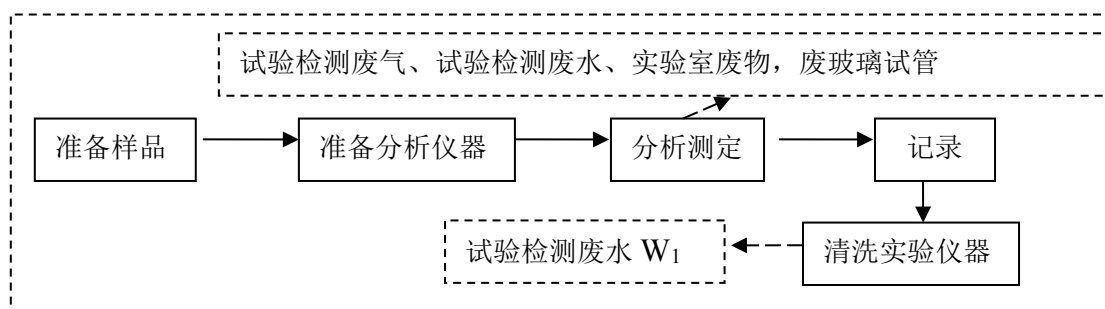 试验检测废气、试验检测废水、实验室废物，废玻璃试管
准备样品
准备分析仪器
分析测定
记录
试验检测废水 W₁
清洗实验仪器